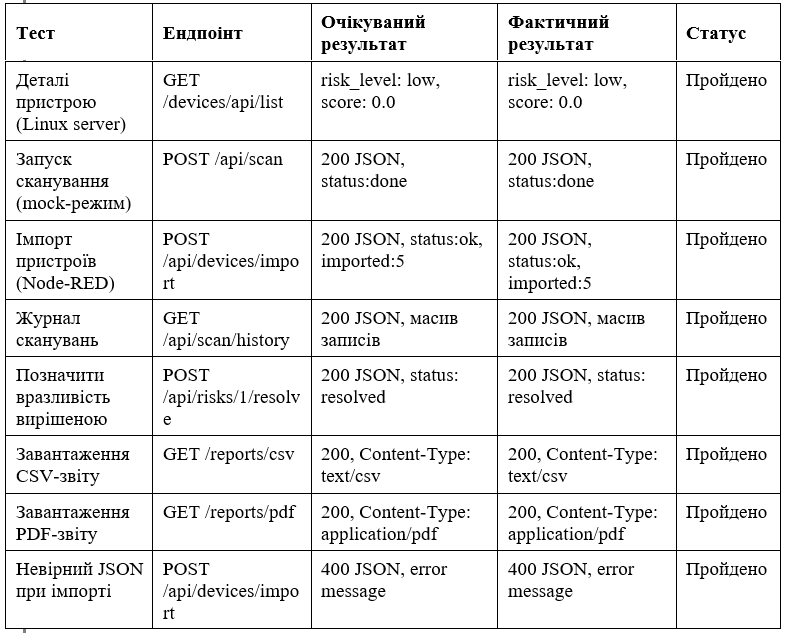 Тест
Ендпоінт
Очікуваний
результат
Фактичний
результат
Статус
Деталі
пристрою
(Linux server)
GET
/devices/api/list
risk_level: low,
score: 0.0
risk_level: low,
score: 0.0
Пройдено
Запуск
сканування
(mock-режим)
POST /api/scan
200 JSON,
status:done
200 JSON,
status:done
Пройдено
Імпорт
пристроїв
(Node-RED)
POST
/api/devices/impo
rt
200 JSON, status:ok,
imported:5
200 JSON,
status:ok,
imported:5
Пройдено
Журнал
сканувань
GET
/api/scan/history
200 JSON, масив
записів
200 JSON, масив
записів
Пройдено
Позначити
вразливість
вирішеною
POST
/api/risks/1/resolv
e
200 JSON, status:
resolved
200 JSON, status:
resolved
Пройдено
Завантаження
CSV-звіту
GET /reports/csv
200, Content-Type:
text/csv
200, Content-Type:
text/csv
Пройдено
Завантаження
PDF-звіту
GET /reports/pdf
200, Content-Type:
application/pdf
200, Content-Type:
application/pdf
Пройдено
Невірний JSON
при імпорті
POST
/api/devices/impo
rt
400 JSON, error
message
400 JSON, error
message
Пройдено